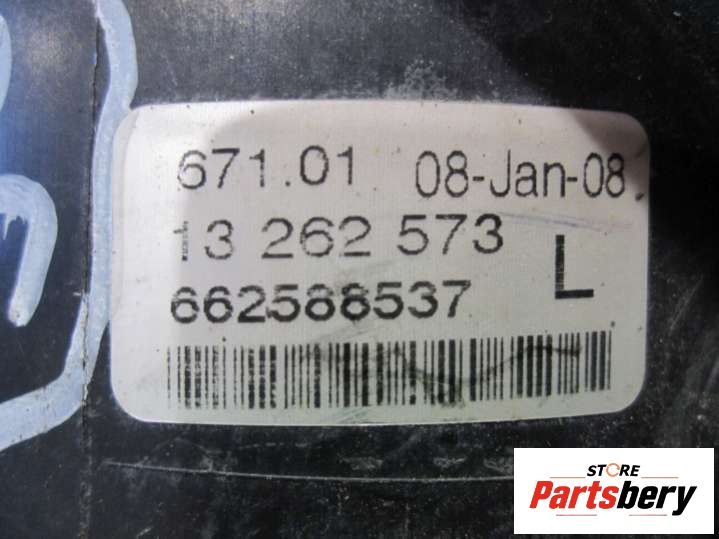 671.01 08-Jan-08
13 262 573
L
662588537
STORE
Partsbery